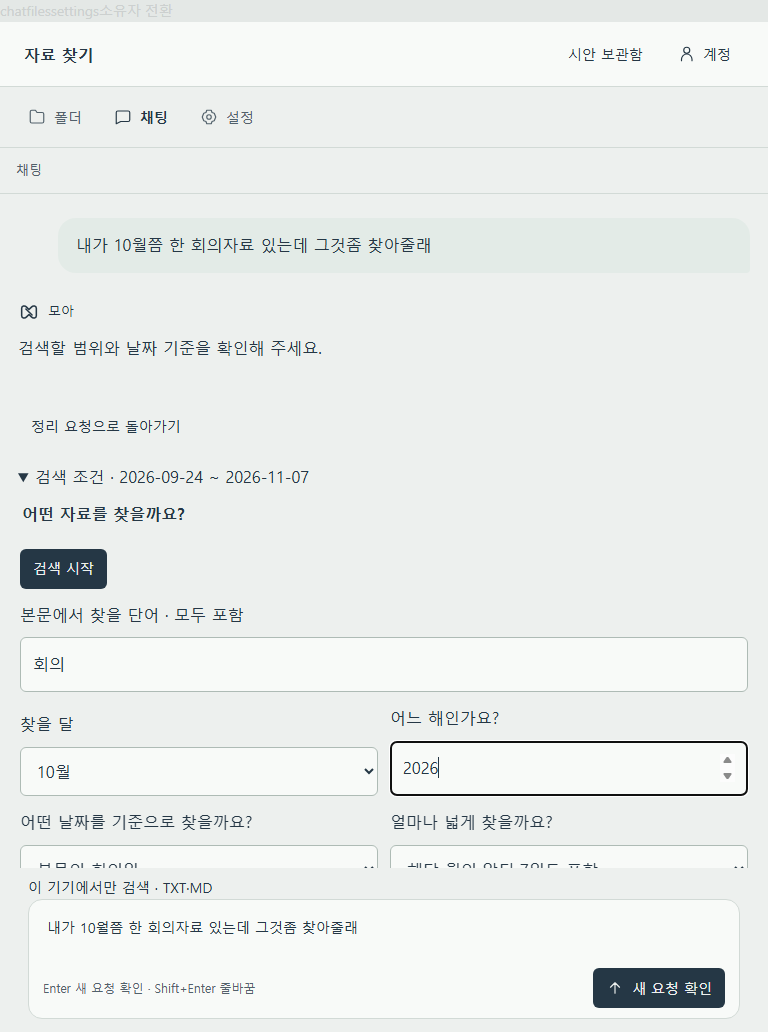 chatfilessettings소유자 전환
자료 찾기
시안 보관함
계정
폴더
채팅
설정
채팅
내가 10월쯤 한 회의자료 있는데 그것좀 찾아줄래
모아
검색할 범위와 날짜 기준을 확인해 주세요.
정리 요청으로 돌아가기
▼ 검색 조건 · 2026-09-24 ~ 2026-11-07
어떤 자료를 찾을까요?
검색 시작
본문에서 찾을 단어 · 모두 포함
회의
찾을 달
어느 해인가요?
10월
2026
어떤 날짜를 기준으로 찾을까요?
얼마나 넓게 찾을까요?
이 기기에서만 검색 · TXT·MD
내가 10월쯤 한 회의자료 있는데 그것좀 찾아줄래
Enter 새 요청 확인 · Shift+Enter 줄바꿈
새 요청 확인